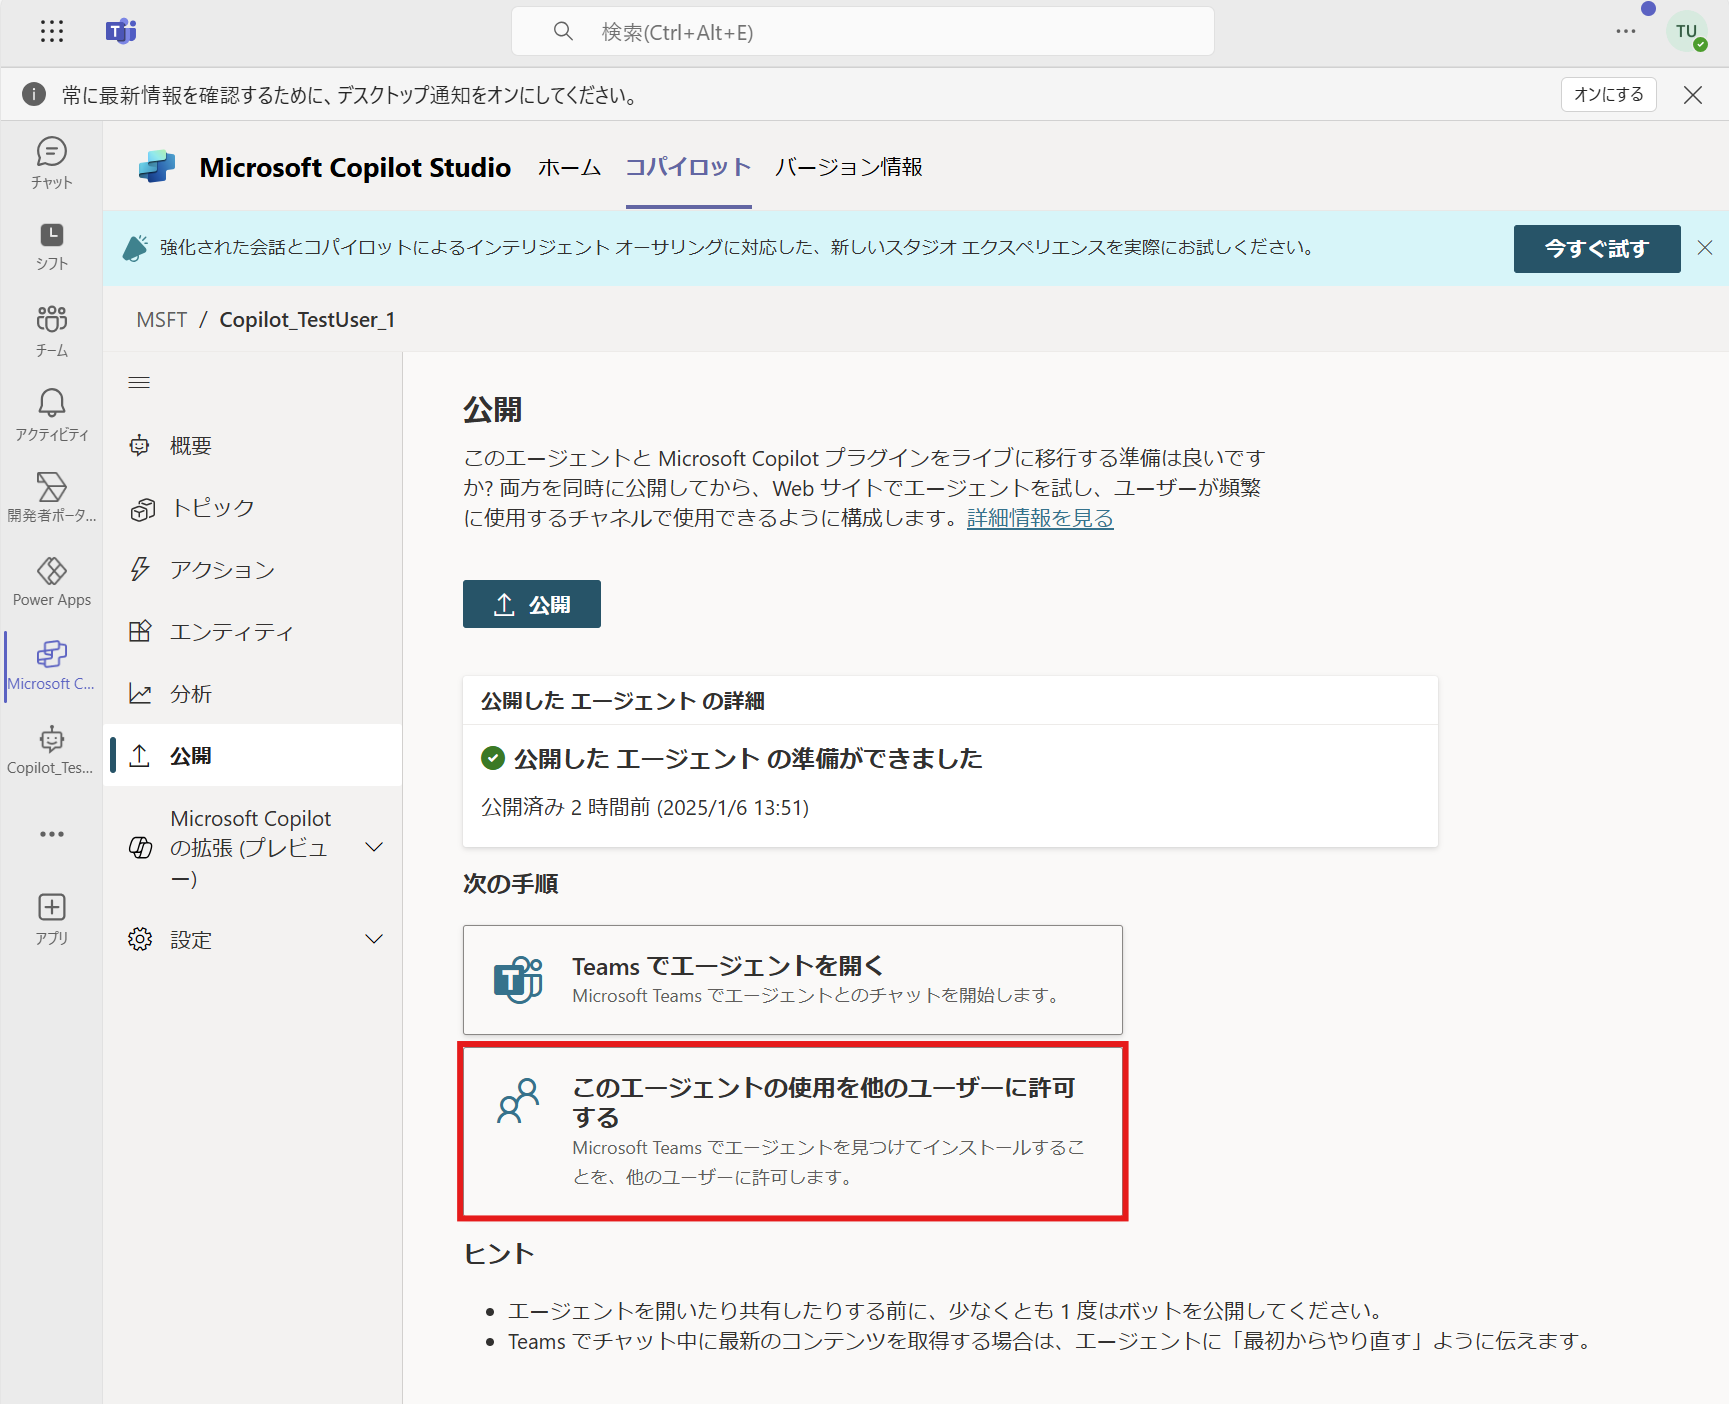 検索(Ctrl+Alt+E)
TU
常に最新情報を確認するために、デスクトップ通知をオンにしてください。
オンにする
チャット
シフト
チーム
アクティビティ
開発者ポータ...
Power Apps
Microsoft C...
Copilot_Tes...
アプリ
Microsoft Copilot Studio
ホーム
コパイロット
バージョン情報
強化された会話とコパイロットによるインテリジェント オーサリングに対応した、新しいスタジオ エクスペリエンスを実際にお試しください。
今すぐ試す
MSFT / Copilot_TestUser_1
概要
トピック
アクション
エンティティ
分析
公開
Microsoft Copilot
の拡張 (プレビュ
ー)
設定
公開
このエージェントと Microsoft Copilot プラグインをライブに移行する準備は良いです
か? 両方を同時に公開してから、Web サイトでエージェントを試し、ユーザーが頻繁
に使用するチャネルで使用できるように構成します。詳細情報を見る
公開
公開した エージェント の詳細
公開した エージェント の準備ができました
公開済み 2 時間前 (2025/1/6 13:51)
次の手順
Teams でエージェントを開く
Microsoft Teams でエージェントとのチャットを開始します。
このエージェントの使用を他のユーザーに許可
する
Microsoft Teams でエージェントを見つけてインストールするこ
とを、他のユーザーに許可します。
ヒント
• エージェントを開いたり共有したりする前に、少なくとも 1 度はボットを公開してください。
• Teams でチャット中に最新のコンテンツを取得する場合は、エージェントに「最初からやり直す」ように伝えます。